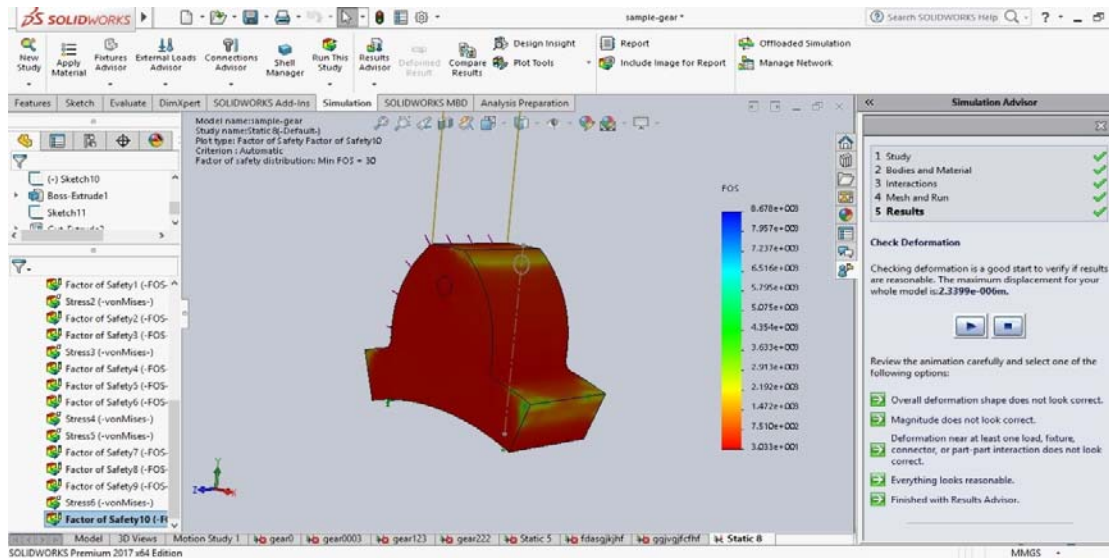 SOLIDWORKS
sample-gear *
Search SOLIDWORKS Help
New Study
Apply Material
Fixtures Advisor
External Loads Advisor
Connections Advisor
Shell Manager
Run This Study
Results Advisor
Deformed Result
Compare Results
Design Insight
Plot Tools
Report
Include Image for Report
Offloaded Simulation
Manage Network
Features Sketch Evaluate DimXpert SOLIDWORKS Add-Ins Simulation SOLIDWORKS MBD Analysis Preparation
Simulation Advisor
Model name:sample-gear
Study name:Static 8(-Default-)
Plot type: Factor of Safety Factor of Safety10
Criterion : Automatic
Factor of safety distribution: Min FOS = 30
(-) Sketch10
Boss-Extrude1
Sketch11
Factor of Safety1 (-FOS-
Stress2 (-vonMises-)
Factor of Safety2 (-FOS-
Factor of Safety3 (-FOS-
Stress3 (-vonMises-)
Factor of Safety4 (-FOS-
Factor of Safety5 (-FOS-
Factor of Safety6 (-FOS-
Stress4 (-vonMises-)
Stress5 (-vonMises-)
Factor of Safety7 (-FOS-
Factor of Safety8 (-FOS-
Factor of Safety9 (-FOS-
Stress6 (-vonMises-)
Factor of Safety10 (-F
FOS
8.678e+003
7.957e+003
7.237e+003
6.516e+003
5.795e+003
5.075e+003
4.354e+003
3.633e+003
2.913e+003
2.192e+003
1.472e+003
7.510e+002
3.033e+001
Y
Z
X
1 Study
2 Bodies and Material
3 Interactions
4 Mesh and Run
5 Results
Check Deformation
Checking deformation is a good start to verify if results
are reasonable. The maximum displacement for your
whole model is:2.3399e-006m.
Review the animation carefully and select one of the
following options:
Overall deformation shape does not look correct.
Magnitude does not look correct.
Deformation near at least one load, fixture,
connector, or part-part interaction does not look
correct.
Everything looks reasonable.
Finished with Results Advisor.
Model 3D Views Motion Study 1 gear0 gear0003 gear123 gear222 Static 5 fdasgjkjhf Static 8
SOLIDWORKS Premium 2017 x64 Edition
MMGS